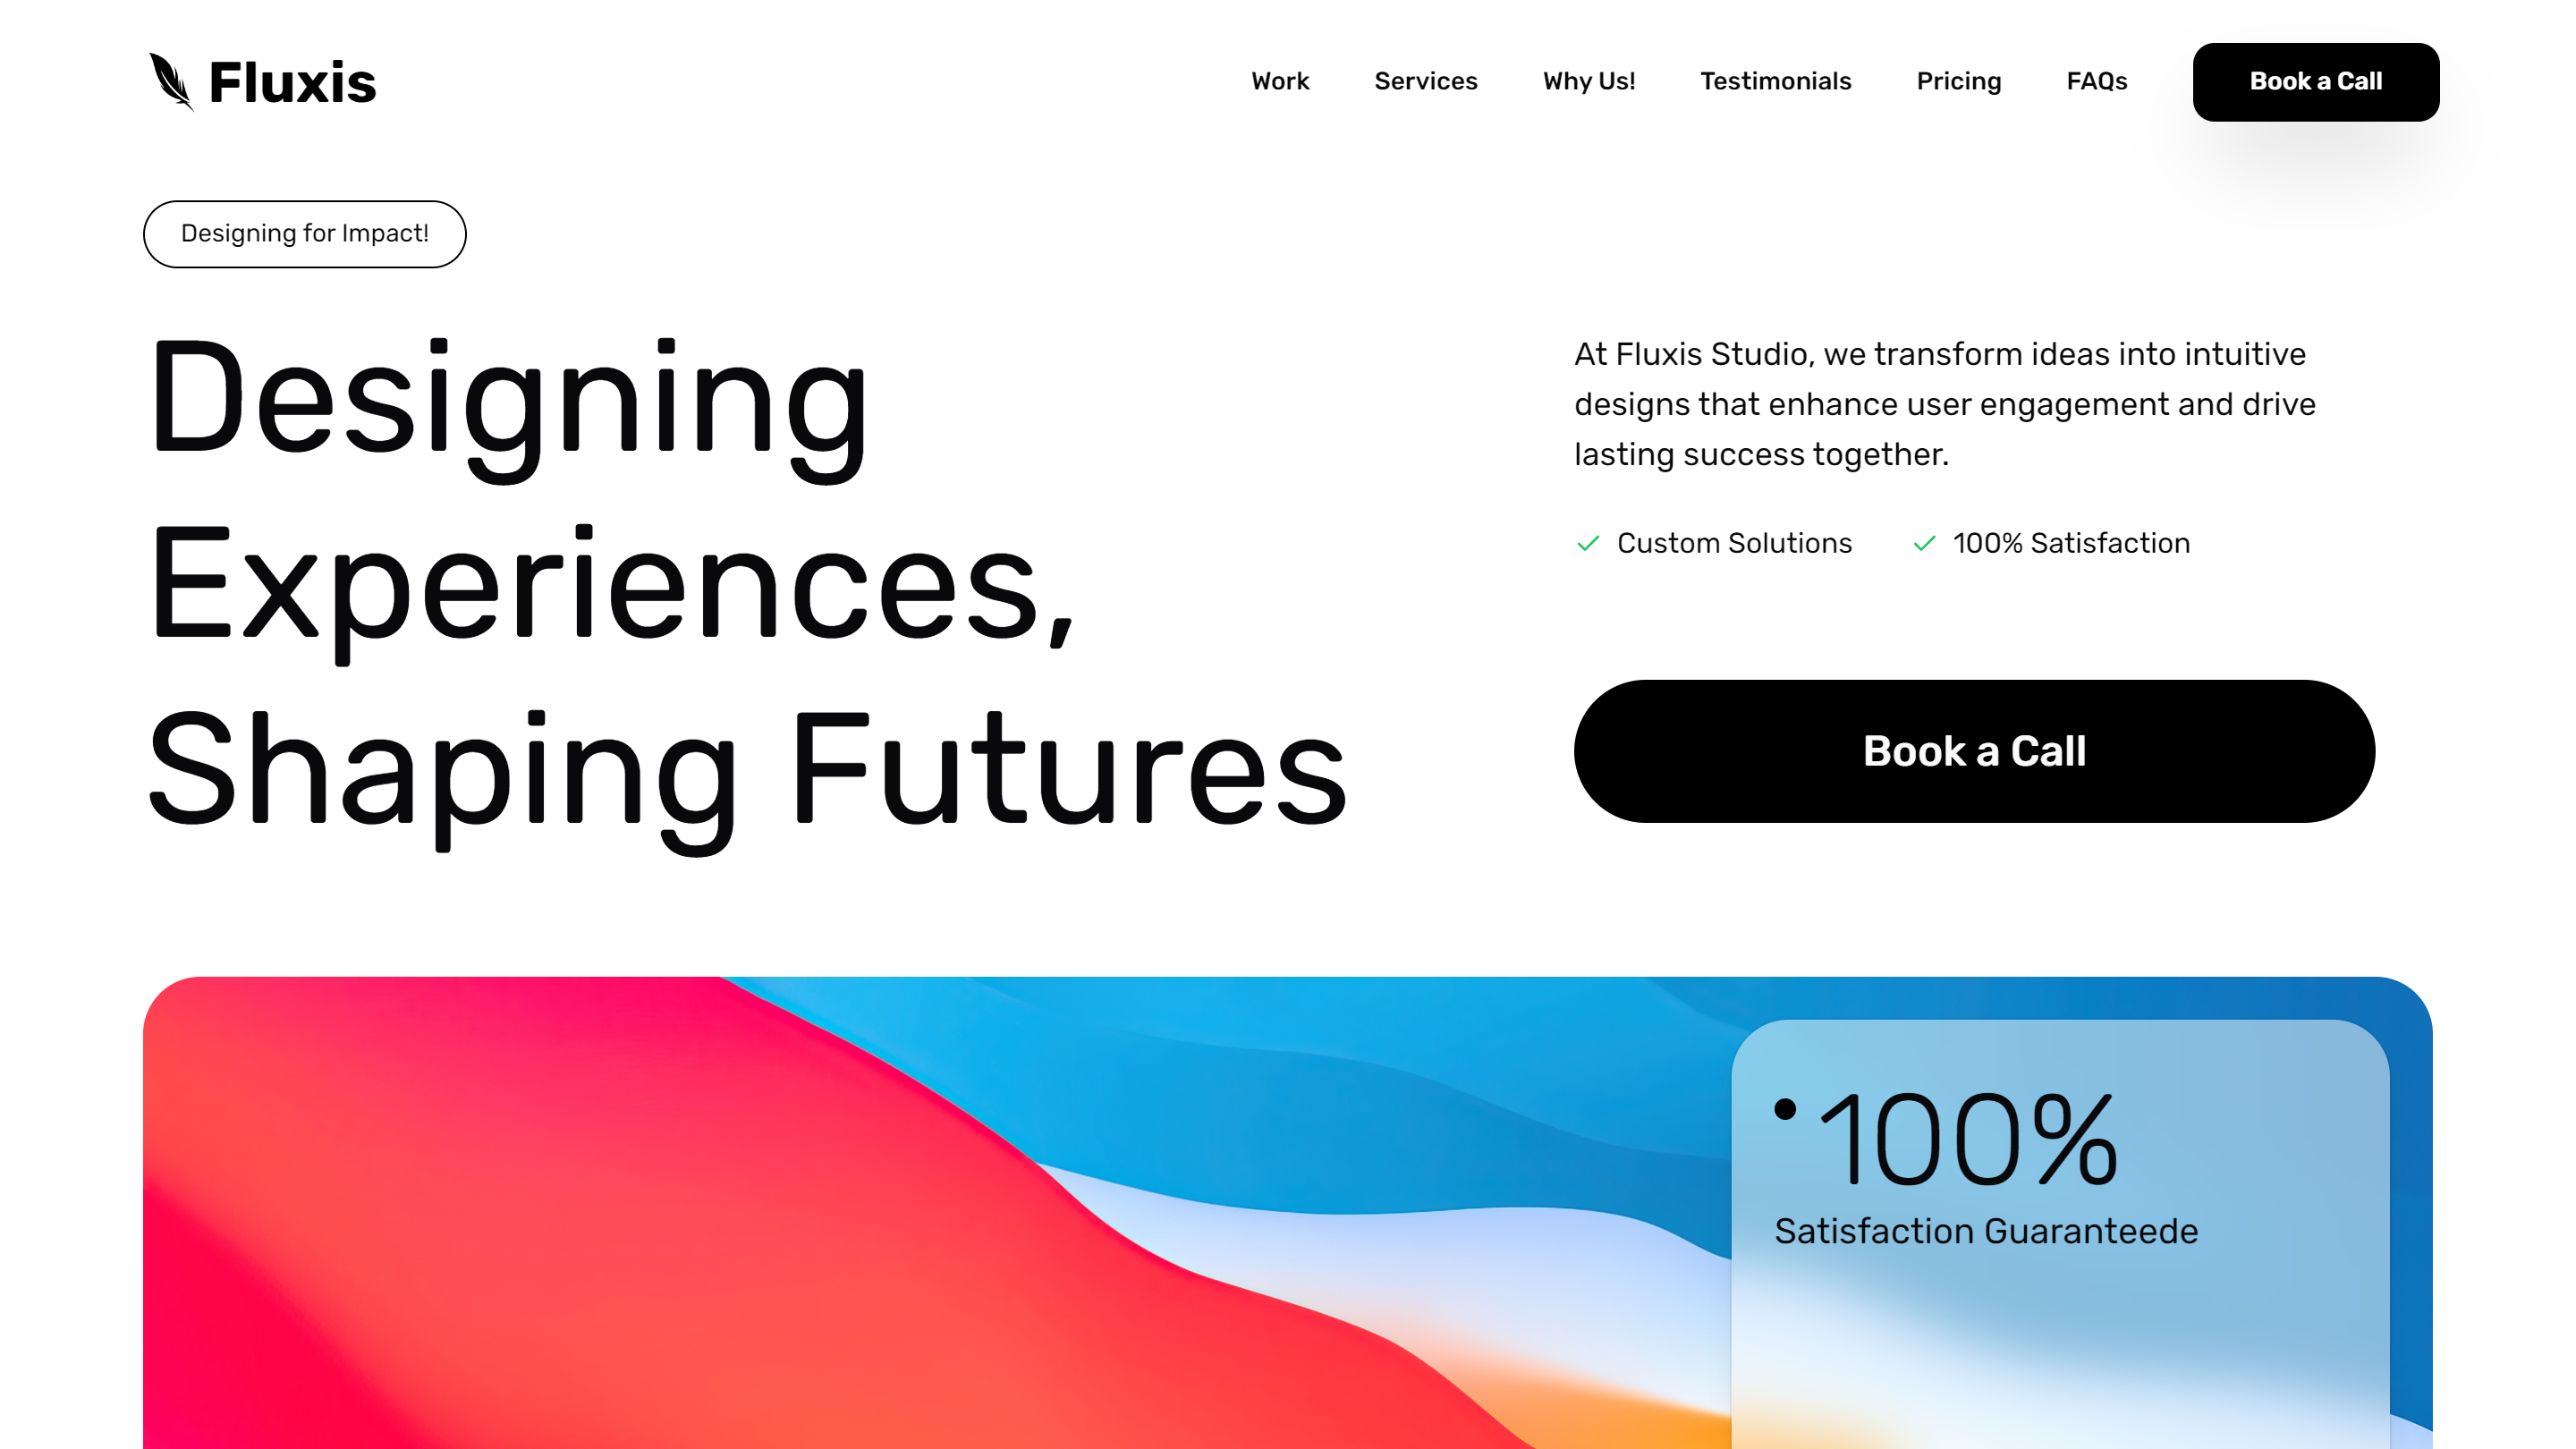 Fluxis
Work
Services
Why Us!
Testimonials
Pricing
FAQs
Book a Call
Designing for Impact!
Designing
Experiences,
Shaping Futures
At Fluxis Studio, we transform ideas into intuitive
designs that enhance user engagement and drive
lasting success together.
Custom Solutions
100% Satisfaction
Book a Call
100%
Satisfaction Guaranteede